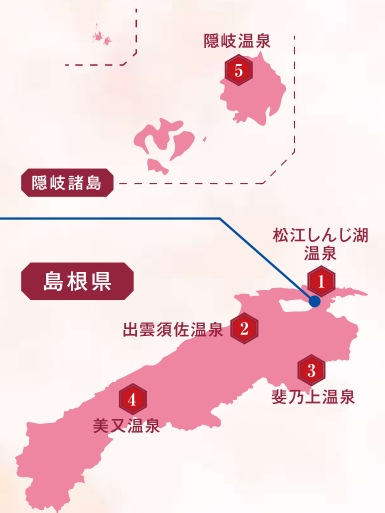 隠岐温泉
5
隠岐諸島
松江しんじ湖
温泉
1
島根県
出雲須佐温泉
2
3
斐乃上温泉
4
美又温泉